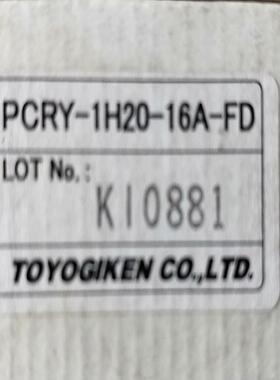 PCRY-1H20-16A-FD
LOT No.:
KI0881
TOYOGIKEN CO.,LTD.